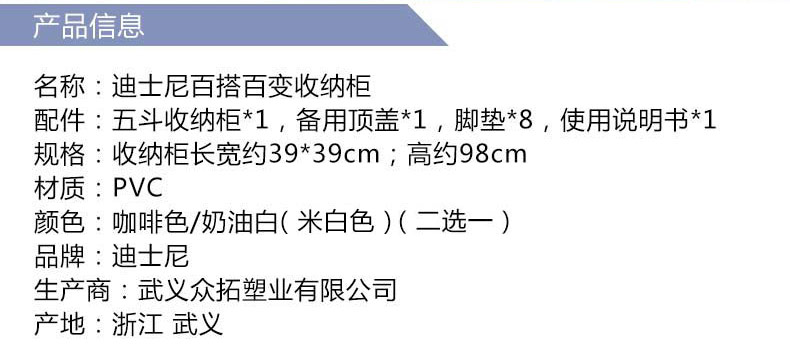 产品信息
名称：迪士尼百搭百变收纳柜
配件：五斗收纳柜*1，备用顶盖*1，脚垫*8，使用说明书*1
规格：收纳柜长宽约39*39cm；高约98cm
材质：PVC
颜色：咖啡色/奶油白(米白色)(二选一)
品牌：迪士尼
生产商：武义众拓塑业有限公司
产地：浙江 武义